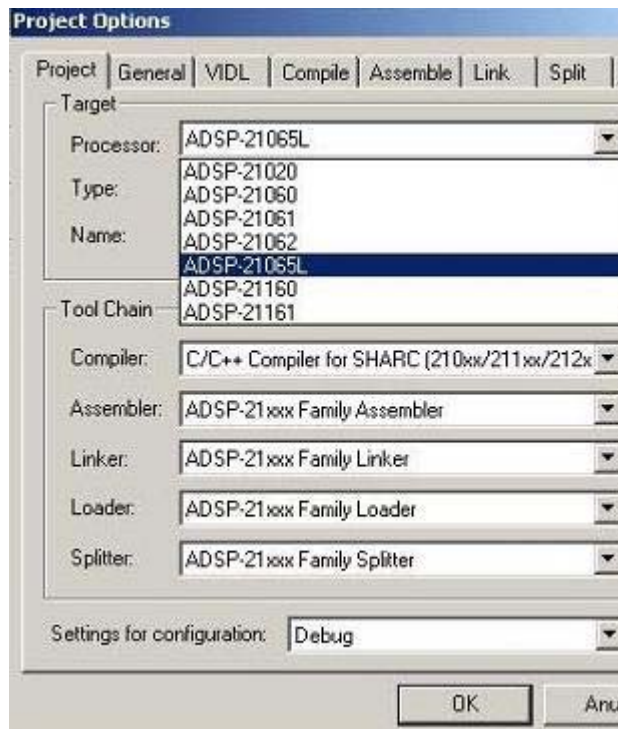 Project Options
Project General VIDL Compile Assemble Link Split
Target
Processor: ADSP-21065L
ADSP-21020
Type: ADSP-21060
ADSP-21061
Name: ADSP-21062
ADSP-21065L
ADSP-21160
ADSP-21161
Tool Chain
Compiler: C/C++ Compiler for SHARC (210xx/211xx/212x
Assembler: ADSP-21xxx Family Assembler
Linker: ADSP-21xxx Family Linker
Loader: ADSP-21xxx Family Loader
Splitter: ADSP-21xxx Family Splitter
Settings for configuration: Debug
OK Anu